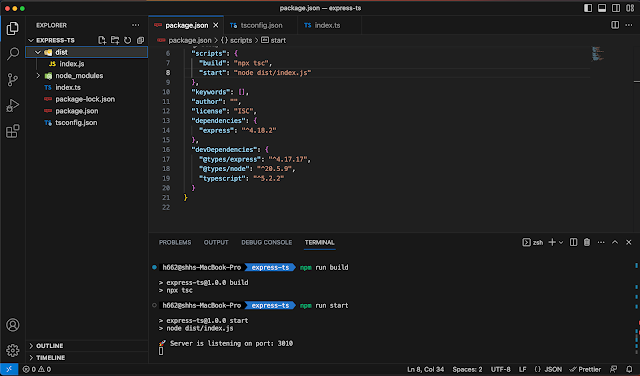 package.json — express-ts
EXPLORER
package.json
tsconfig.json
index.ts
EXPRESS-TS
package.json > {} scripts > start
dist
index.js
node_modules
index.ts
package-lock.json
package.json
tsconfig.json
6 "scripts": {
7 "build": "npx tsc",
8 "start": "node dist/index.js"
9 },
10 "keywords": [],
11 "author": "",
12 "license": "ISC",
13 "dependencies": {
14 "express": "^4.18.2"
15 },
16 "devDependencies": {
17 "@types/express": "^4.17.17",
18 "@types/node": "^20.5.9",
19 "typescript": "^5.2.2"
20 }
21 }
22
PROBLEMS OUTPUT DEBUG CONSOLE TERMINAL
zsh
h662@shhs-MacBook-Pro express-ts npm run build
> express-ts@1.0.0 build
> npx tsc
h662@shhs-MacBook-Pro express-ts npm run start
> express-ts@1.0.0 start
> node dist/index.js
🚀 Server is listening on port: 3010
OUTLINE
TIMELINE
0 0
Ln 8, Col 34 Spaces: 2 UTF-8 LF {} JSON Prettier